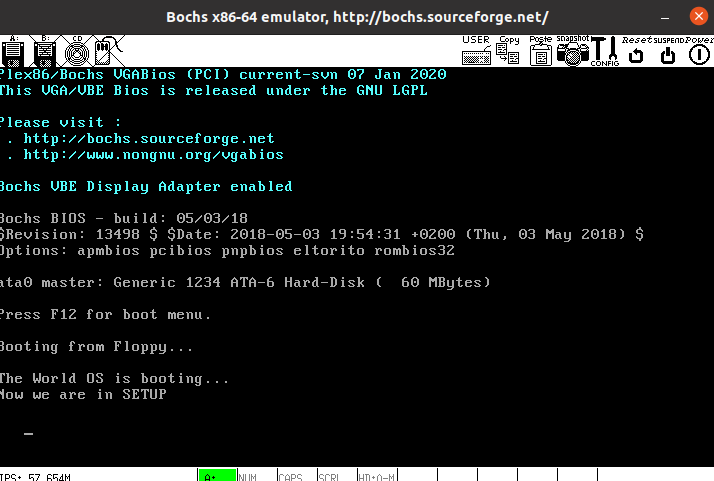 Bochs x86-64 emulator, http://bochs.sourceforge.net/
A: B: CD USER Copy Paste snapshot CONFIG Reset SUSPEND Power
Plex86/Bochs VGABios (PCI) current-svn 07 Jan 2020
This VGA/VBE Bios is released under the GNU LGPL
Please visit :
. http://bochs.sourceforge.net
. http://www.nongnu.org/vgabios
Bochs VBE Display Adapter enabled
Bochs BIOS - build: 05/03/18
$Revision: 13498 $ $Date: 2018-05-03 19:54:31 +0200 (Thu, 03 May 2018) $
Options: apmbios pcibios pnpbios eltorito rombios32
ata0 master: Generic 1234 ATA-6 Hard-Disk (  60 MBytes)
Press F12 for boot menu.
Booting from Floppy...
The World OS is booting...
Now we are in SETUP
IPS: 57.654M A: NUM CAPS SCRL HD:0-M